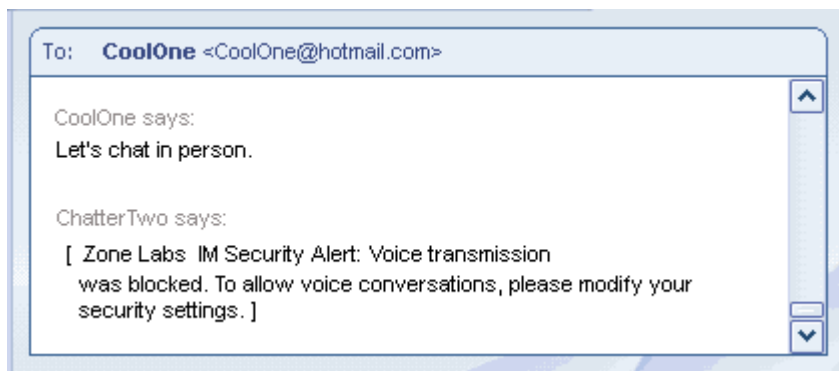 To: CoolOne <CoolOne@hotmail.com>
CoolOne says:
Let's chat in person.
ChatterTwo says:
[ Zone Labs IM Security Alert: Voice transmission
was blocked. To allow voice conversations, please modify your
security settings. ]